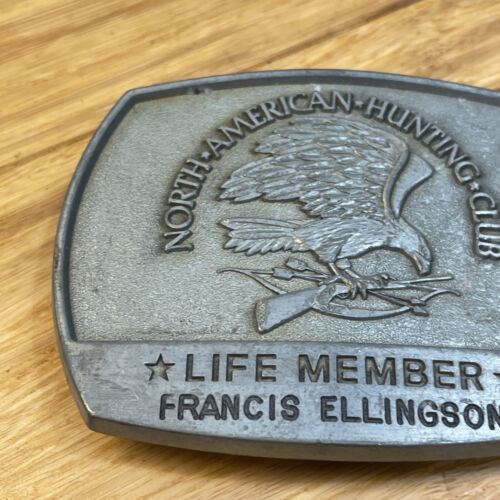 NORTH★AMERICAN★HUNTING★CLUB
★ LIFE MEMBER ★
FRANCIS ELLINGSON